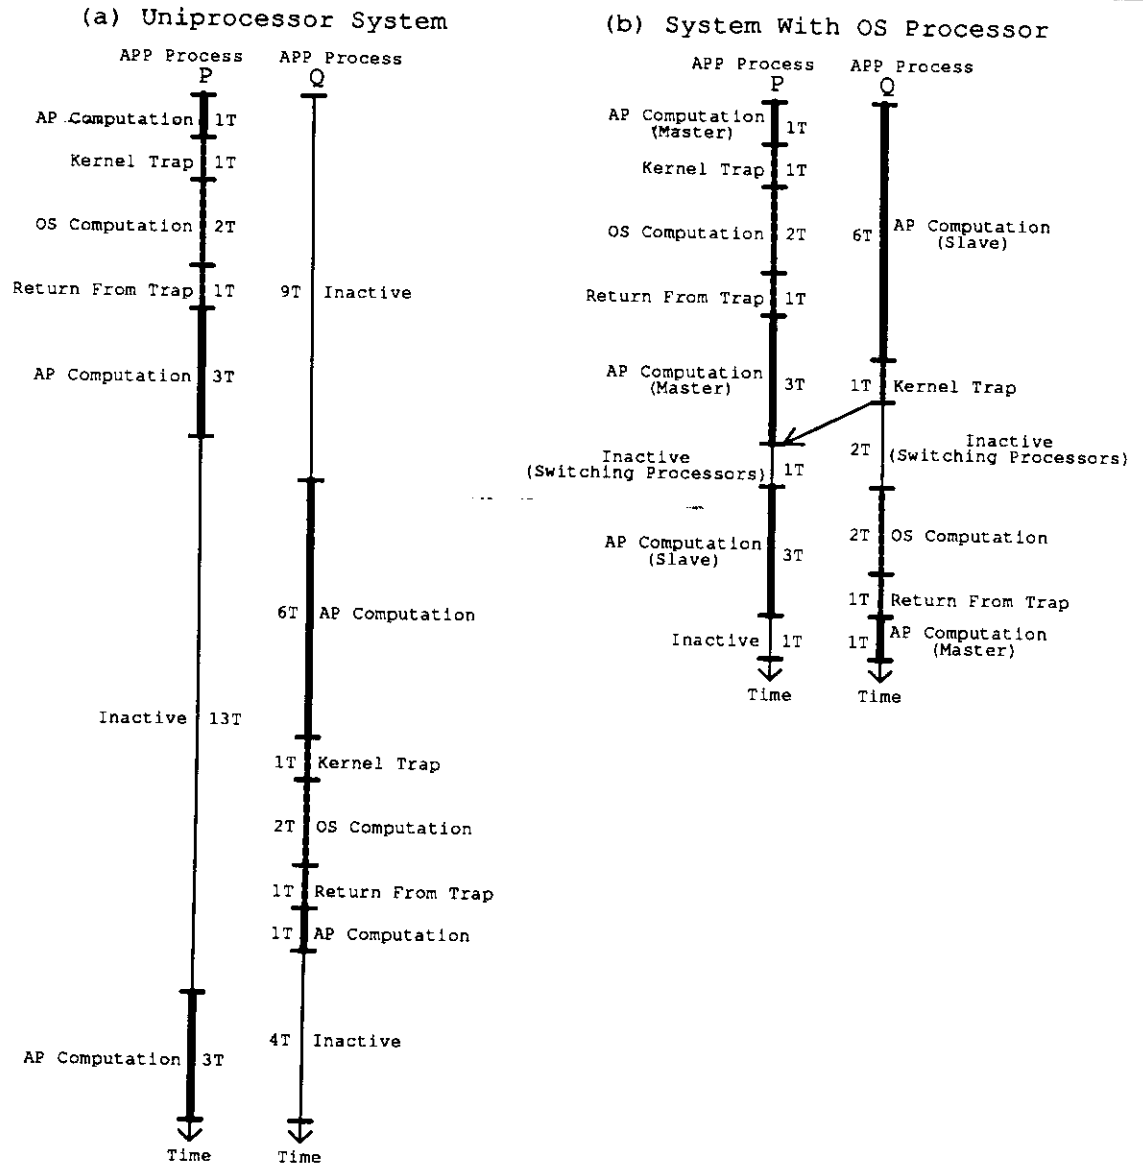 (a) Uniprocessor System
APP Process
P
APP Process
Q
AP Computation 1T
Kernel Trap 1T
OS Computation 2T
Return From Trap 1T
9T Inactive
AP Computation 3T
6T AP Computation
Inactive 13T
1T Kernel Trap
2T OS Computation
1T Return From Trap
1T AP Computation
4T Inactive
AP Computation 3T
Time
Time
(b) System With OS Processor
APP Process
P
APP Process
Q
AP Computation
(Master) 1T
Kernel Trap 1T
OS Computation 2T
6T AP Computation
(Slave)
Return From Trap 1T
AP Computation
(Master) 3T
1T Kernel Trap
Inactive
(Switching Processors) 1T
2T Inactive
(Switching Processors)
AP Computation
(Slave) 3T
2T OS Computation
1T Return From Trap
Inactive 1T
1T AP Computation
(Master)
Time
Time